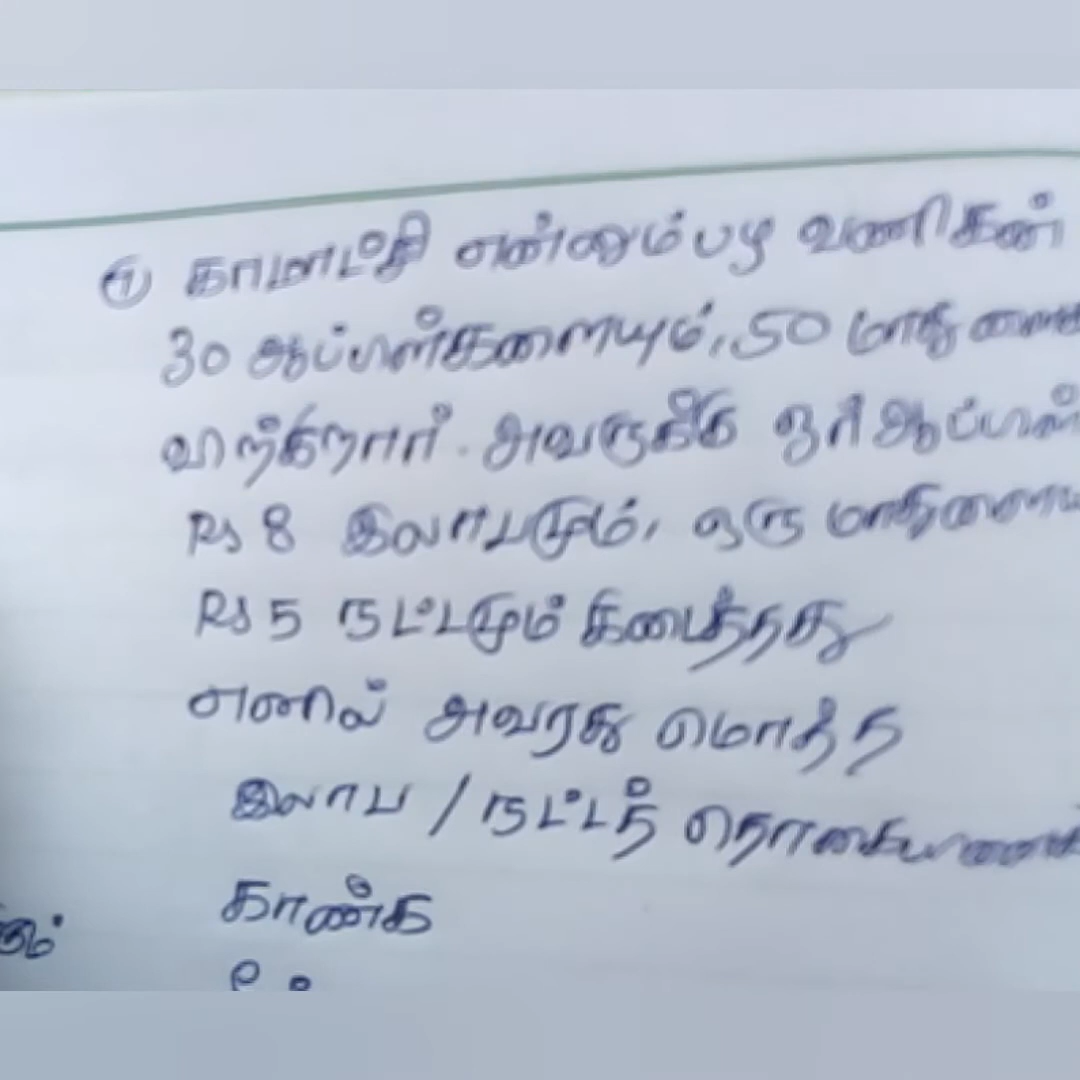 ① காமாட்சி என்னும் பழ வணிகன்
30 ஆப்பிள்களையும், 50 மாதுளை
விற்கிறார். அவருக்கு ஓர் ஆப்பிள்
Rs 8 இலாபமும், ஒரு மாதுளை
Rs 5 நட்டமும் கிடைத்தது
எனில் அவரது மொத்த
இலாப / நட்டத் தொகையினைக்
காண்க